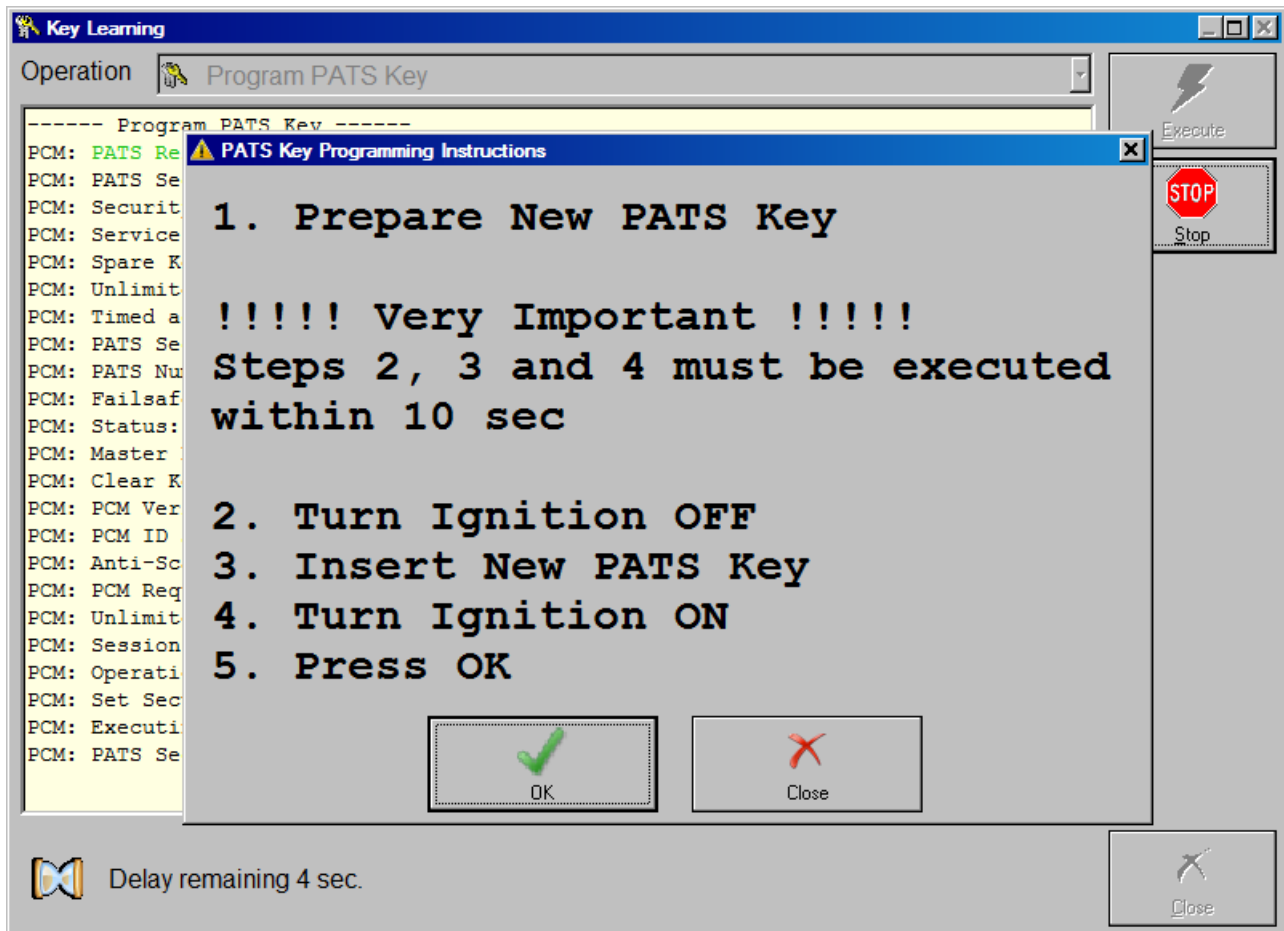 Key Learning
Operation
Program PATS Key
Execute
Stop
STOP
------ Program PATS Key ------
PCM: PATS Re
PCM: PATS Se
PCM: Securit
PCM: Service
PCM: Spare K
PCM: Unlimit
PCM: Timed a
PCM: PATS Se
PCM: PATS Nu
PCM: Failsaf
PCM: Status:
PCM: Master
PCM: Clear K
PCM: PCM Ver
PCM: PCM ID
PCM: Anti-Sc
PCM: PCM Req
PCM: Unlimit
PCM: Session
PCM: Operati
PCM: Set Sec
PCM: Executi
PCM: PATS Se
PATS Key Programming Instructions
1. Prepare New PATS Key
!!!!! Very Important !!!!!
Steps 2, 3 and 4 must be executed
within 10 sec
2. Turn Ignition OFF
3. Insert New PATS Key
4. Turn Ignition ON
5. Press OK
OK
Close
Delay remaining 4 sec.
Close